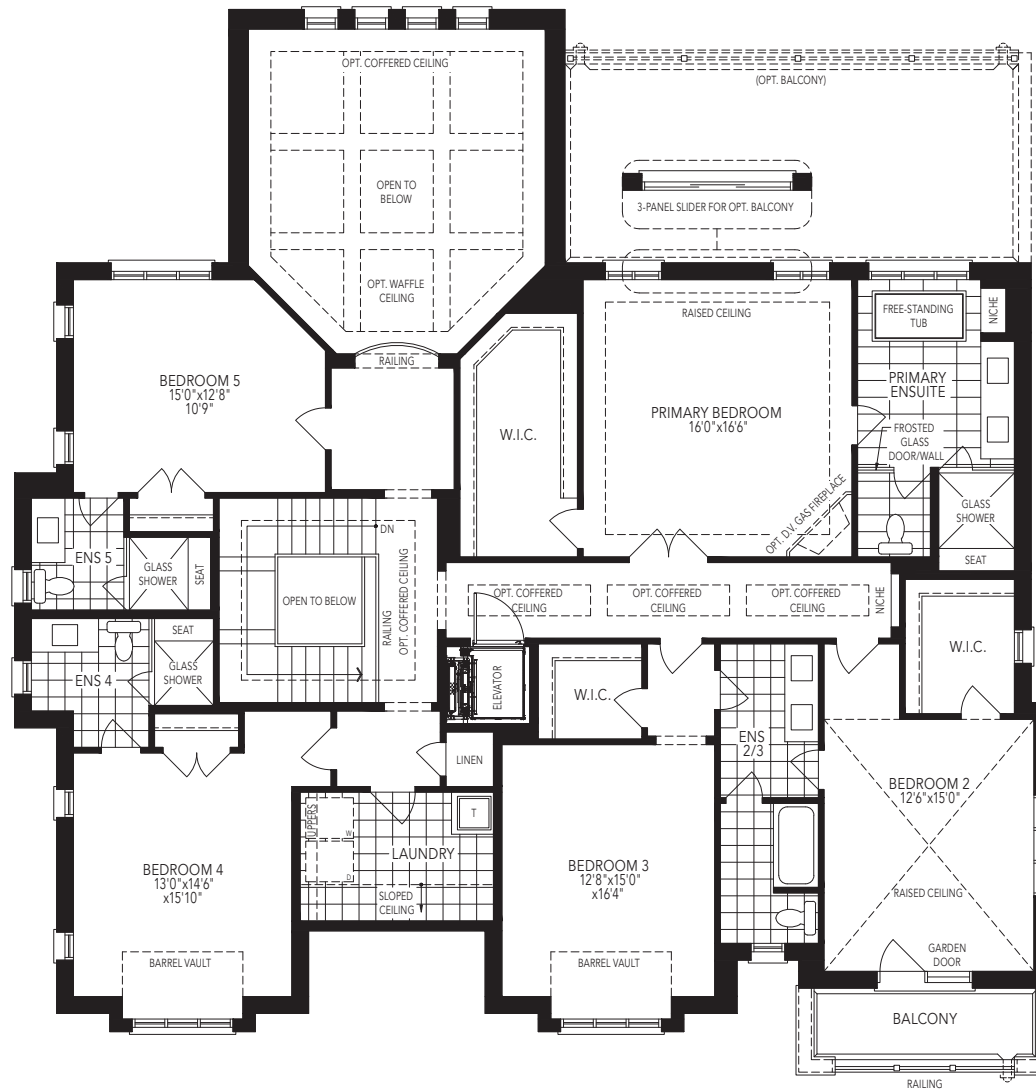 OPT. COFFERED CEILING
(OPT. BALCONY)
OPEN TO
BELOW
3-PANEL SLIDER FOR OPT. BALCONY
OPT. WAFFLE
CEILING
RAILING
RAISED CEILING
FREE-STANDING
TUB
NICHE
BEDROOM 5
15'0"x12'8"
10'9"
W.I.C.
PRIMARY BEDROOM
16'0"x16'6"
PRIMARY
ENSUITE
FROSTED
GLASS
DOOR/WALL
OPT. D.V. GAS FIREPLACE
GLASS
SHOWER
SEAT
DN
ENS 5
GLASS
SHOWER
SEAT
OPEN TO BELOW
RAILING
OPT. COFFERED CEILING
OPT. COFFERED
CEILING
OPT. COFFERED
CEILING
OPT. COFFERED
CEILING
NICHE
SEAT
GLASS
SHOWER
ENS 4
ELEVATOR
W.I.C.
W.I.C.
ENS
2/3
LINEN
BEDROOM 2
12'6"x15'0"
UPPERS
W
D
T
LAUNDRY
SLOPED
CEILING
BEDROOM 4
13'0"x14'6"
x15'10"
BEDROOM 3
12'8"x15'0"
x16'4"
RAISED CEILING
BARREL VAULT
BARREL VAULT
GARDEN
DOOR
BALCONY
RAILING